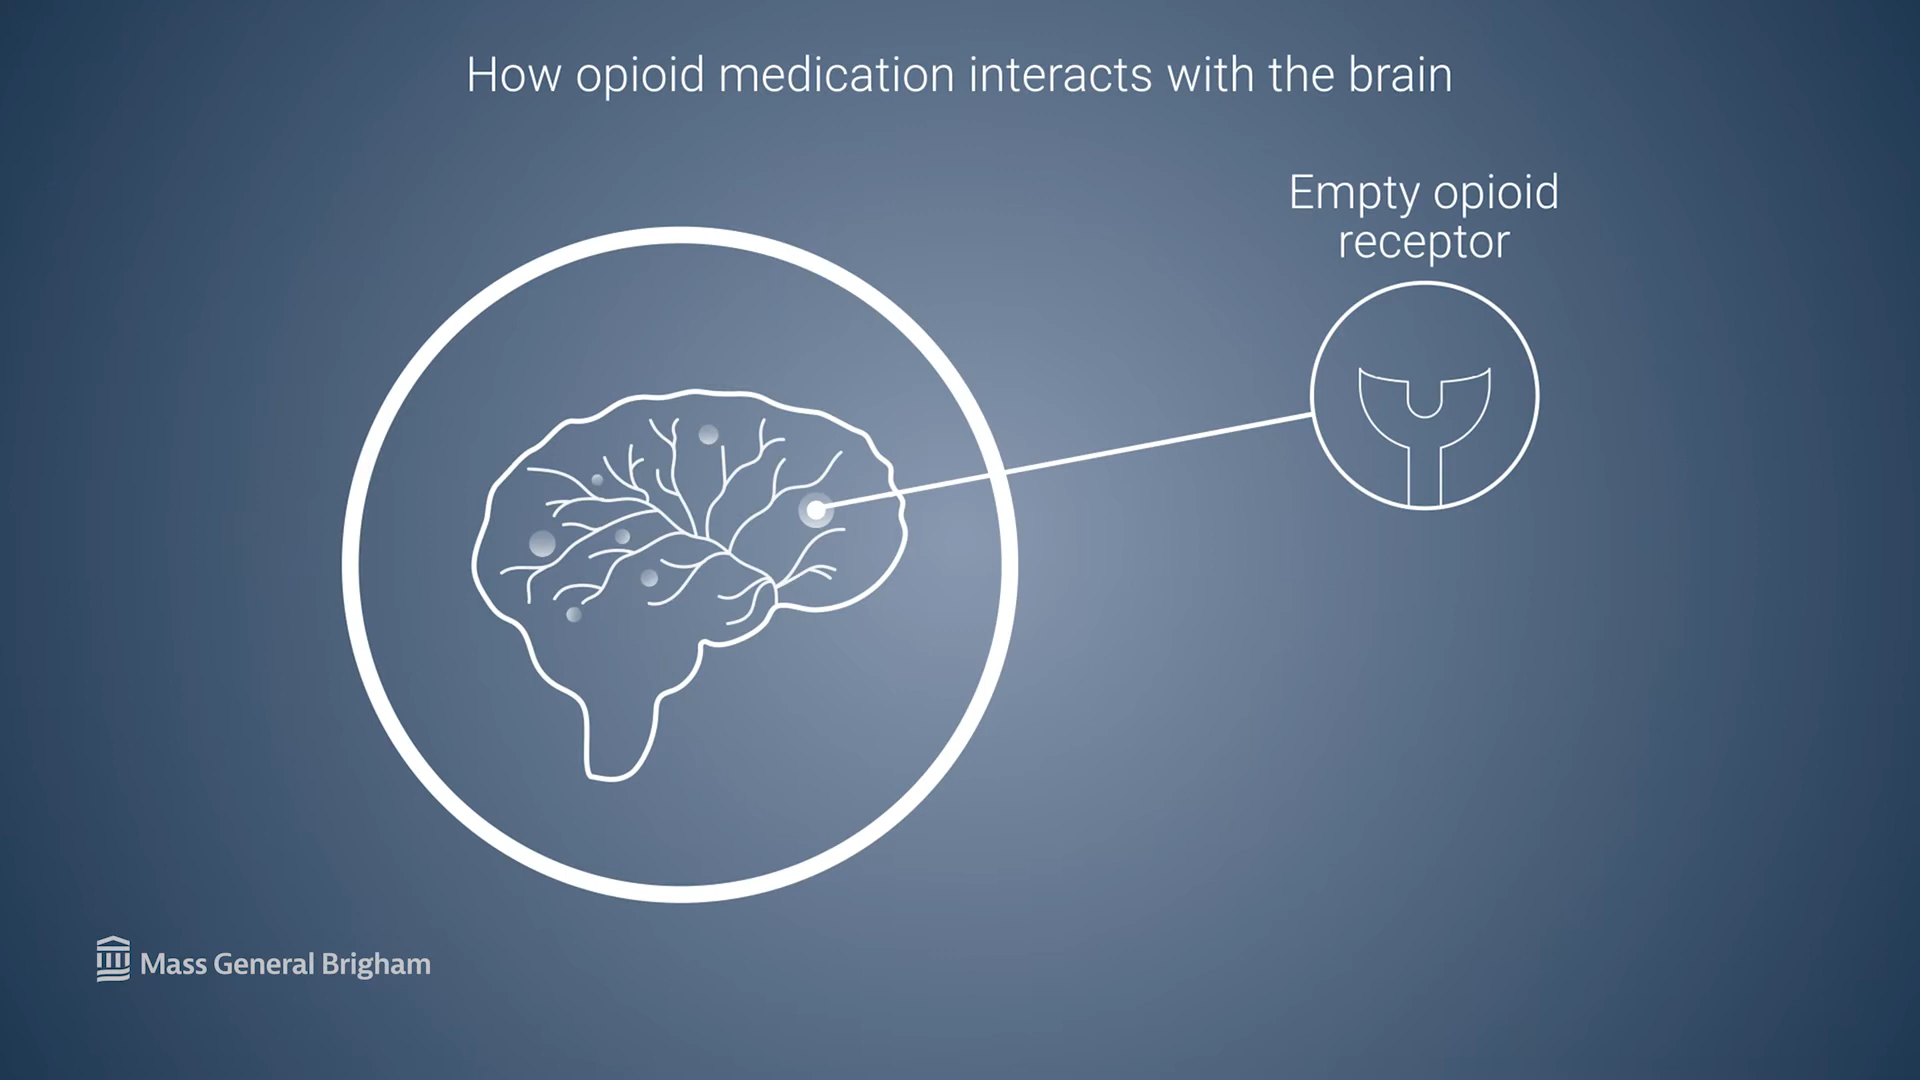 How opioid medication interacts with the brain
Empty opioid
receptor
Mass General Brigham